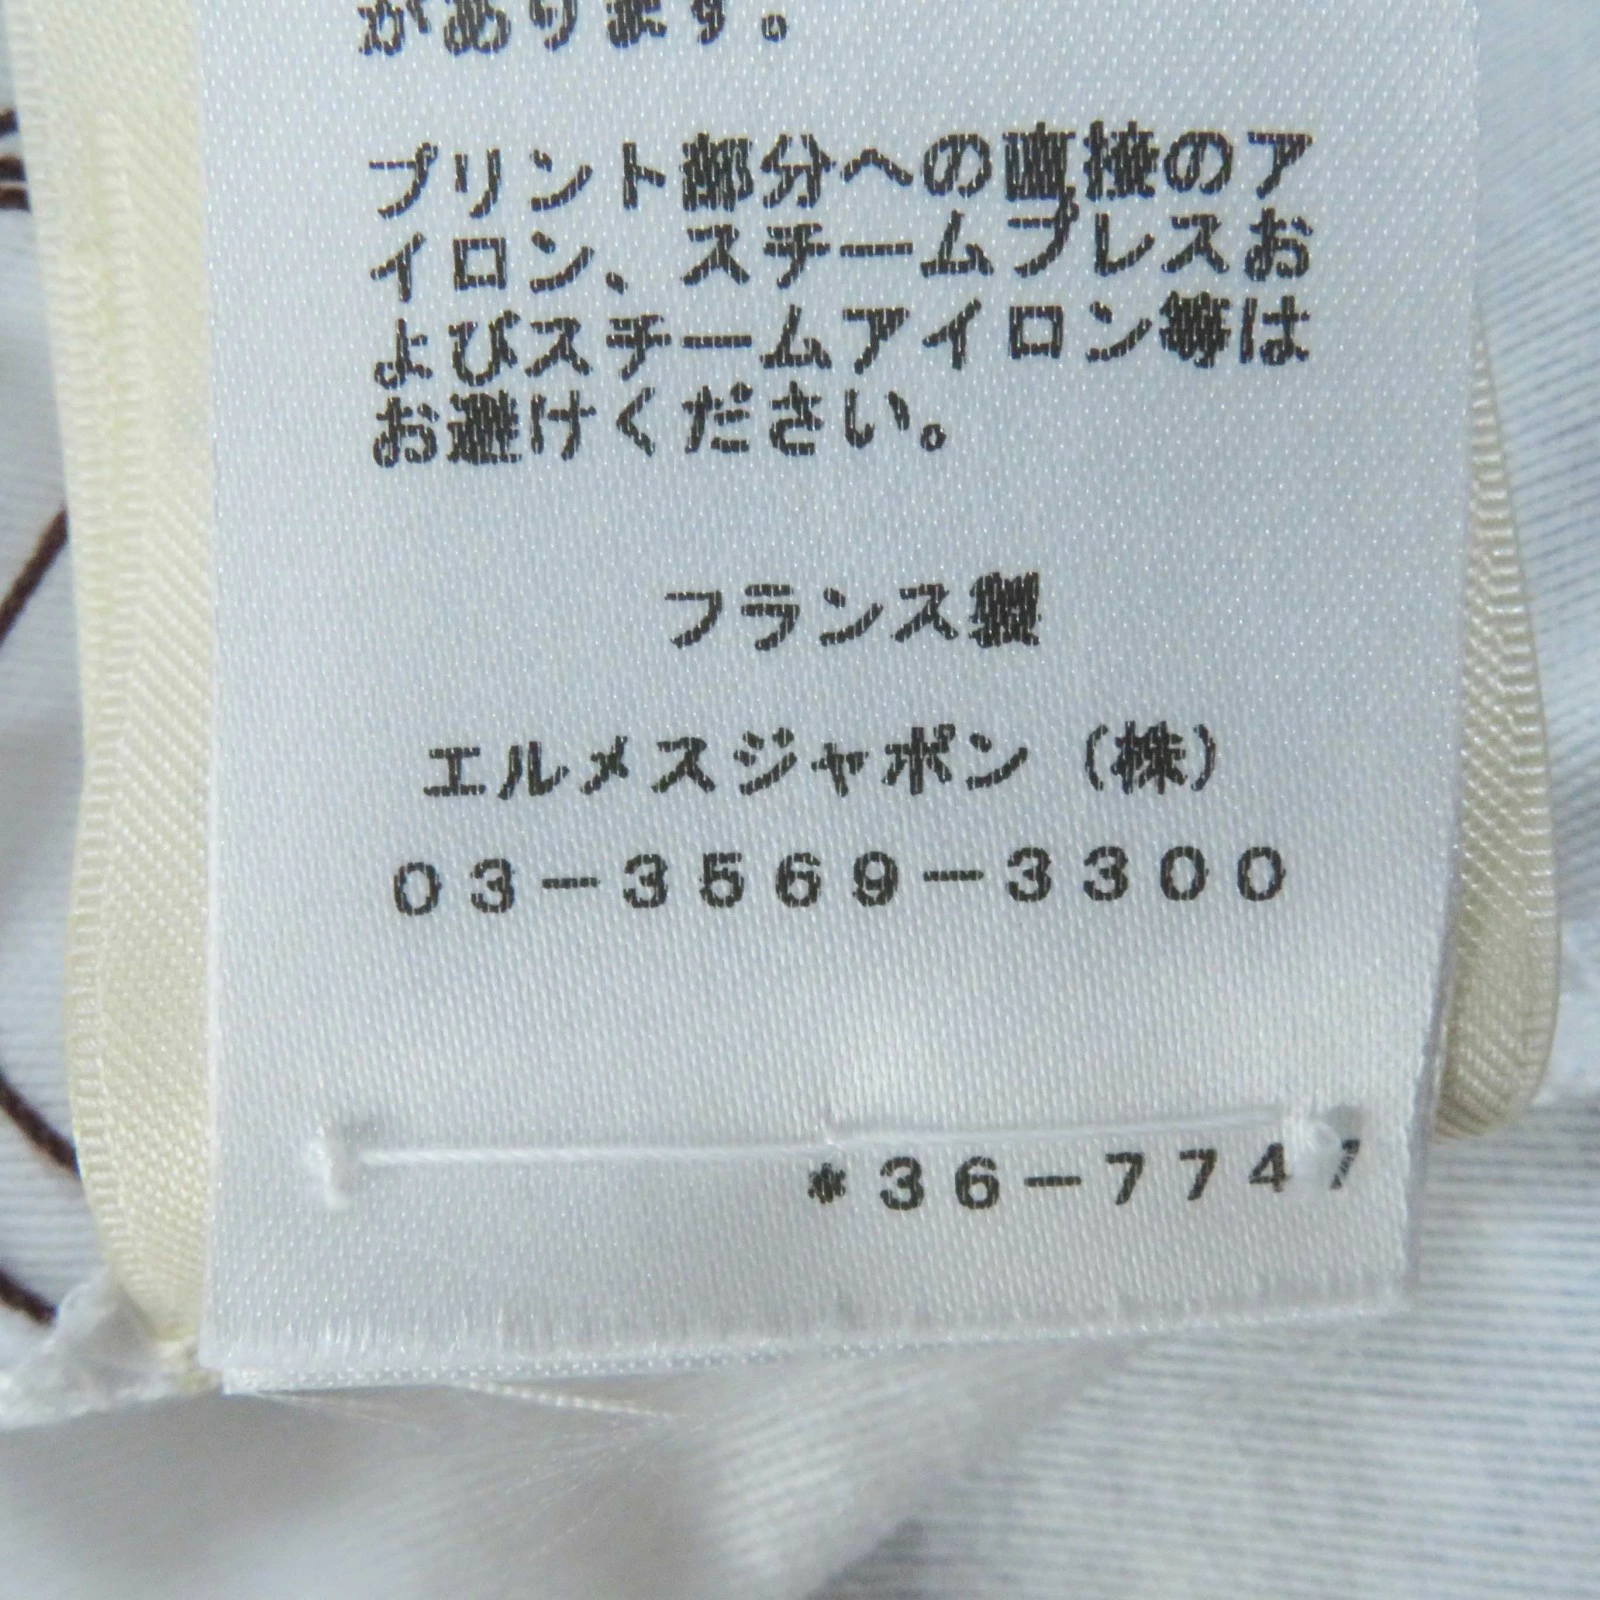 があります。
プリント部分への直接のア
イロン、スチームプレスお
よびスチームアイロン等は
お避けください。
フランス製
エルメスジャポン（株）
03-3569-3300
*36-7747